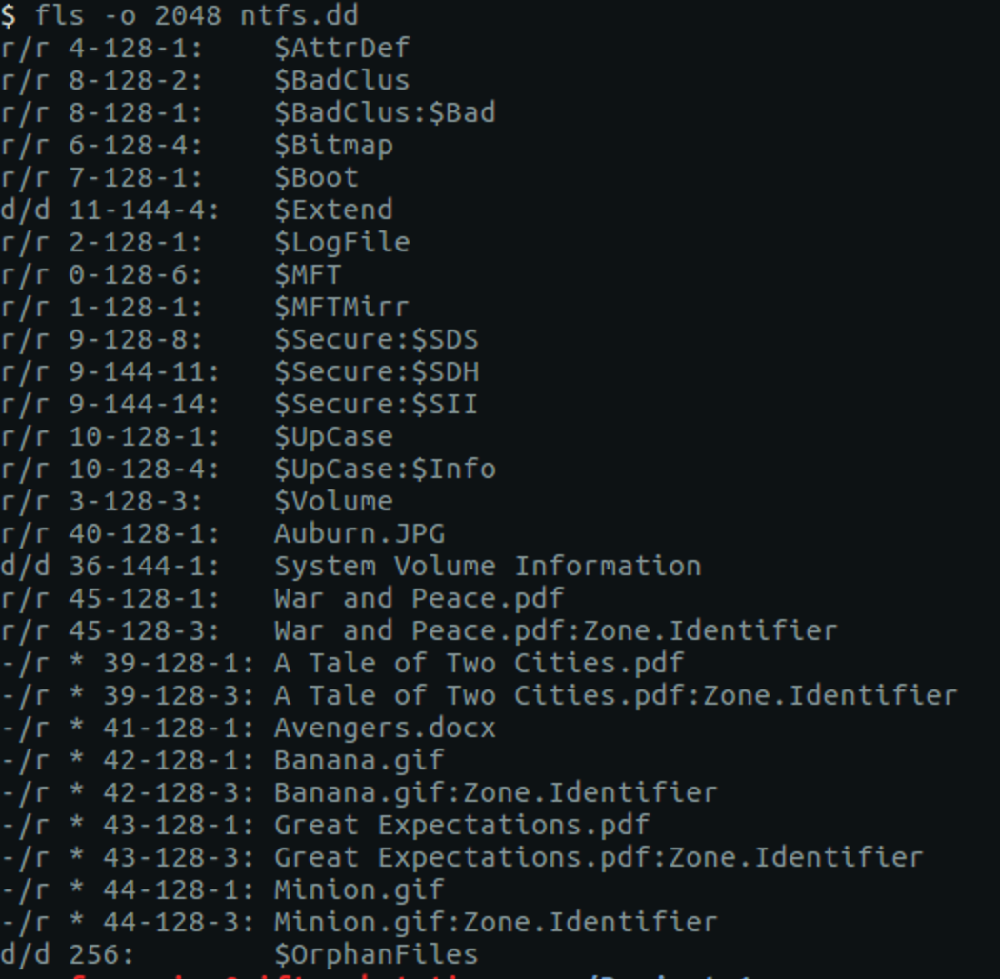 $ fls -o 2048 ntfs.dd
r/r 4-128-1:    $AttrDef
r/r 8-128-2:    $BadClus
r/r 8-128-1:    $BadClus:$Bad
r/r 6-128-4:    $Bitmap
r/r 7-128-1:    $Boot
d/d 11-144-4:   $Extend
r/r 2-128-1:    $LogFile
r/r 0-128-6:    $MFT
r/r 1-128-1:    $MFTMirr
r/r 9-128-8:    $Secure:$SDS
r/r 9-144-11:   $Secure:$SDH
r/r 9-144-14:   $Secure:$SII
r/r 10-128-1:   $UpCase
r/r 10-128-4:   $UpCase:$Info
r/r 3-128-3:    $Volume
r/r 40-128-1:   Auburn.JPG
d/d 36-144-1:   System Volume Information
r/r 45-128-1:   War and Peace.pdf
r/r 45-128-3:   War and Peace.pdf:Zone.Identifier
-/r * 39-128-1: A Tale of Two Cities.pdf
-/r * 39-128-3: A Tale of Two Cities.pdf:Zone.Identifier
-/r * 41-128-1: Avengers.docx
-/r * 42-128-1: Banana.gif
-/r * 42-128-3: Banana.gif:Zone.Identifier
-/r * 43-128-1: Great Expectations.pdf
-/r * 43-128-3: Great Expectations.pdf:Zone.Identifier
-/r * 44-128-1: Minion.gif
-/r * 44-128-3: Minion.gif:Zone.Identifier
d/d 256:        $OrphanFiles